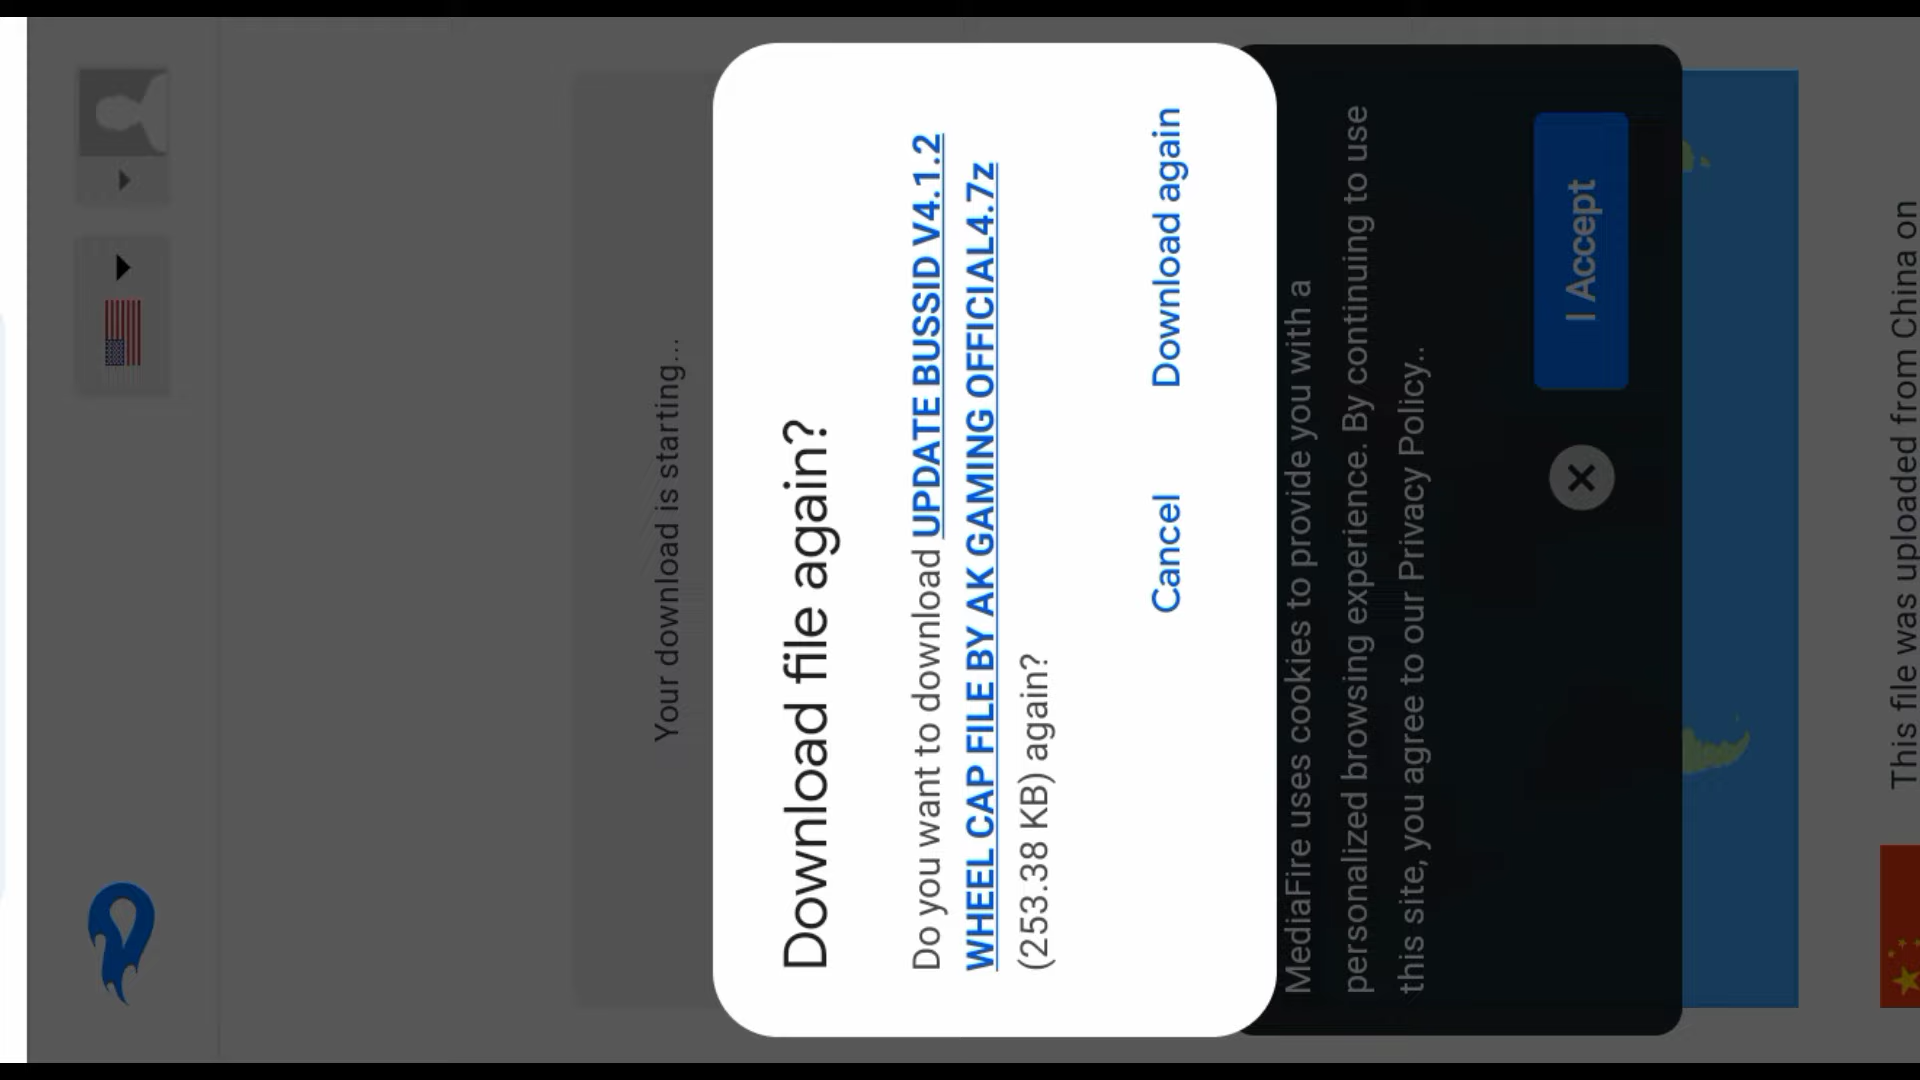 Your download is starting...
Download file again?
Do you want to download UPDATE BUSSID V4.1.2
WHEEL CAP FILE BY AK GAMING OFFICIAL4.7z
(253.38 KB) again?
Cancel
Download again
MediaFire uses cookies to provide you with a
personalized browsing experience. By continuing to use
this site, you agree to our Privacy Policy..
I Accept
This file was uploaded from China on